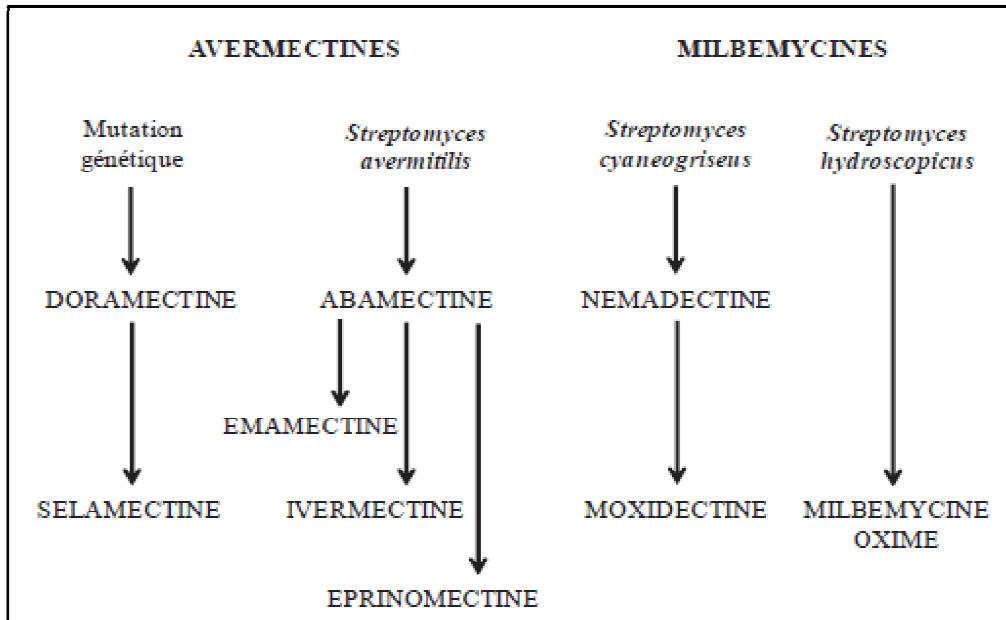 AVERMECTINES
MILBEMYCINES
Mutation
génétique
Streptomyces
avermitilis
Streptomyces
cyaneogriseus
Streptomyces
hydroscopicus
DORAMECTINE
ABAMECTINE
NEMADECTINE
EMAMECTINE
SELAMECTINE
IVERMECTINE
MOXIDECTINE
MILBEMYCINE
OXIME
EPRINOMECTINE